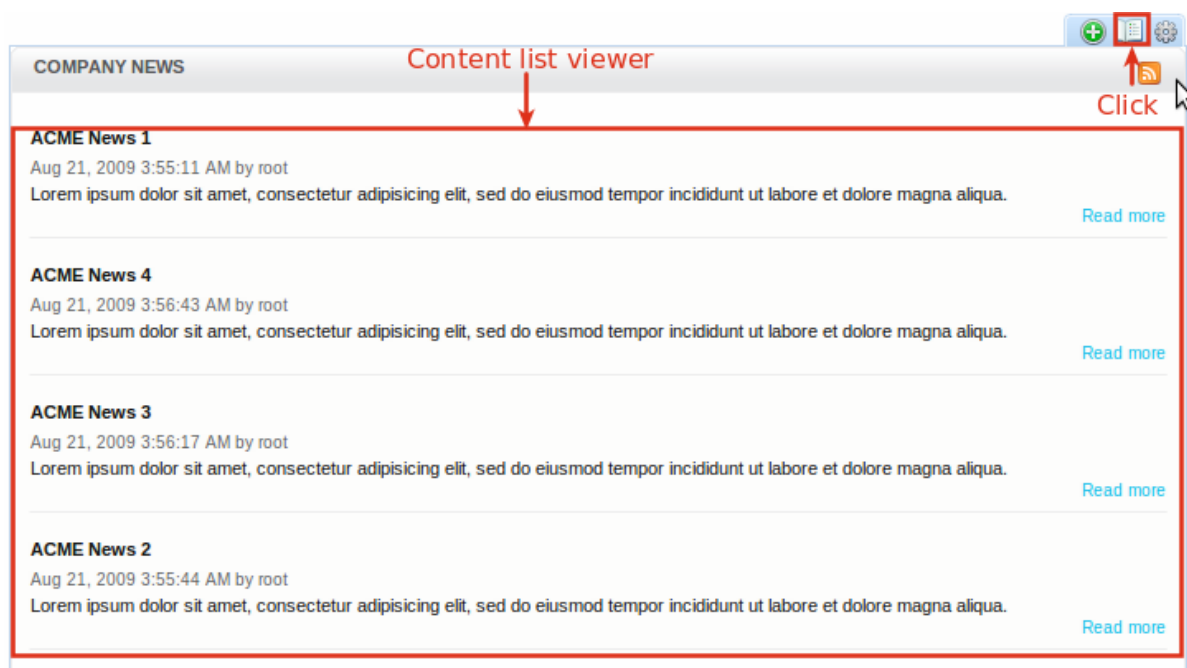 Content list viewer
COMPANY NEWS
Click
ACME News 1
Aug 21, 2009 3:55:11 AM by root
Lorem ipsum dolor sit amet, consectetur adipisicing elit, sed do eiusmod tempor incididunt ut labore et dolore magna aliqua.
Read more
ACME News 4
Aug 21, 2009 3:56:43 AM by root
Lorem ipsum dolor sit amet, consectetur adipisicing elit, sed do eiusmod tempor incididunt ut labore et dolore magna aliqua.
Read more
ACME News 3
Aug 21, 2009 3:56:17 AM by root
Lorem ipsum dolor sit amet, consectetur adipisicing elit, sed do eiusmod tempor incididunt ut labore et dolore magna aliqua.
Read more
ACME News 2
Aug 21, 2009 3:55:44 AM by root
Lorem ipsum dolor sit amet, consectetur adipisicing elit, sed do eiusmod tempor incididunt ut labore et dolore magna aliqua.
Read more